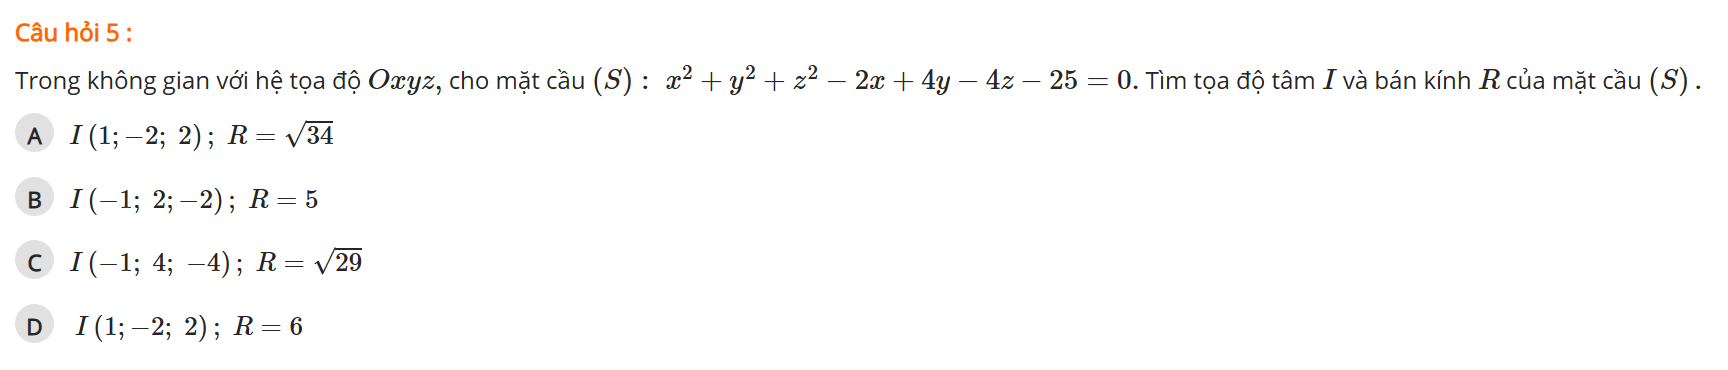 Câu hỏi 5 :
Trong không gian với hệ tọa độ Oxyz, cho mặt cầu (S) : x² + y² + z² − 2x + 4y − 4z − 25 = 0. Tìm tọa độ tâm I và bán kính R của mặt cầu (S) .
A I (1; −2; 2) ; R = √34
B I (−1; 2; −2) ; R = 5
C I (−1; 4; −4) ; R = √29
D I (1; −2; 2) ; R = 6